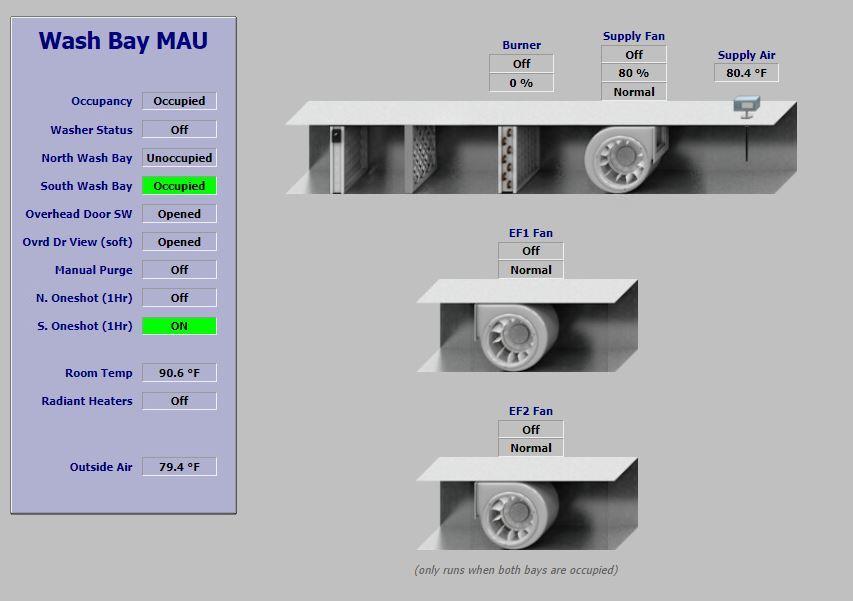 Wash Bay MAU
Occupancy Occupied
Washer Status Off
North Wash Bay Unoccupied
South Wash Bay Occupied
Overhead Door SW Opened
Ovrd Dr View (soft) Opened
Manual Purge Off
N. Oneshot (1Hr) Off
S. Oneshot (1Hr) ON
Room Temp 90.6 °F
Radiant Heaters Off
Outside Air 79.4 °F
Burner
Off
0 %
Supply Fan
Off
80 %
Normal
Supply Air
80.4 °F
EF1 Fan
Off
Normal
EF2 Fan
Off
Normal
(only runs when both bays are occupied)